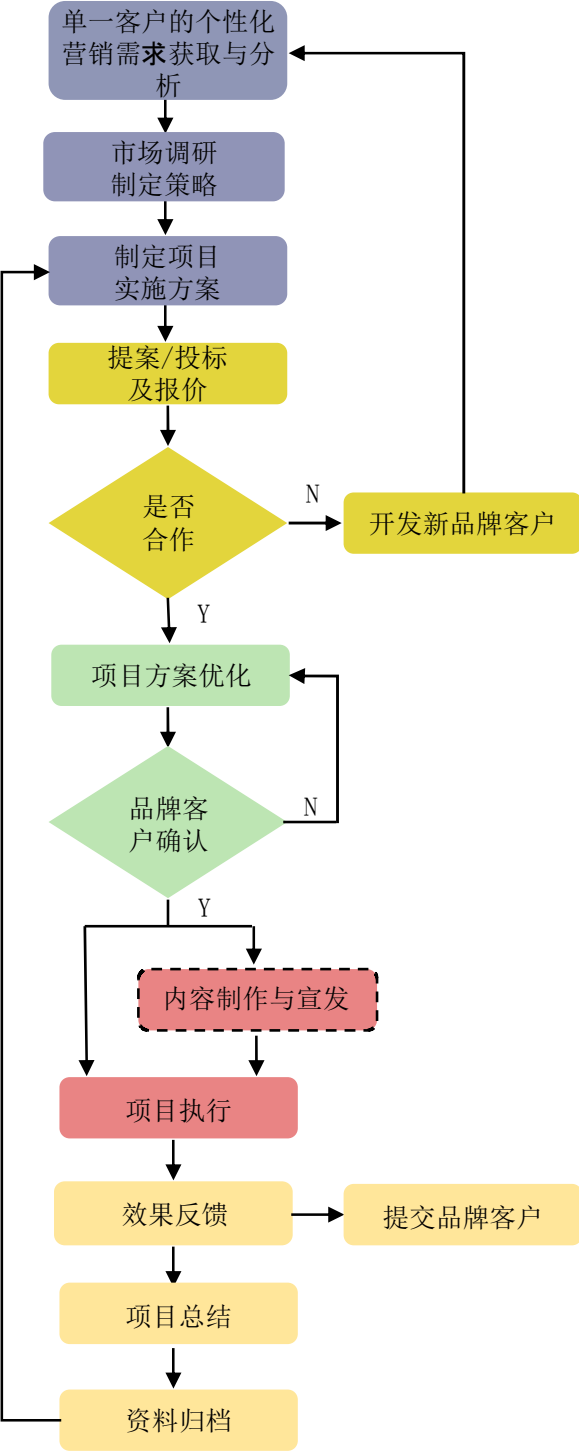 单一客户的个性化
营销需求获取与分
析
市场调研
制定策略
制定项目
实施方案
提案/投标
及报价
是否
合作
N
开发新品牌客户
Y
项目方案优化
品牌客
户确认
N
Y
内容制作与宣发
项目执行
效果反馈
提交品牌客户
项目总结
资料归档